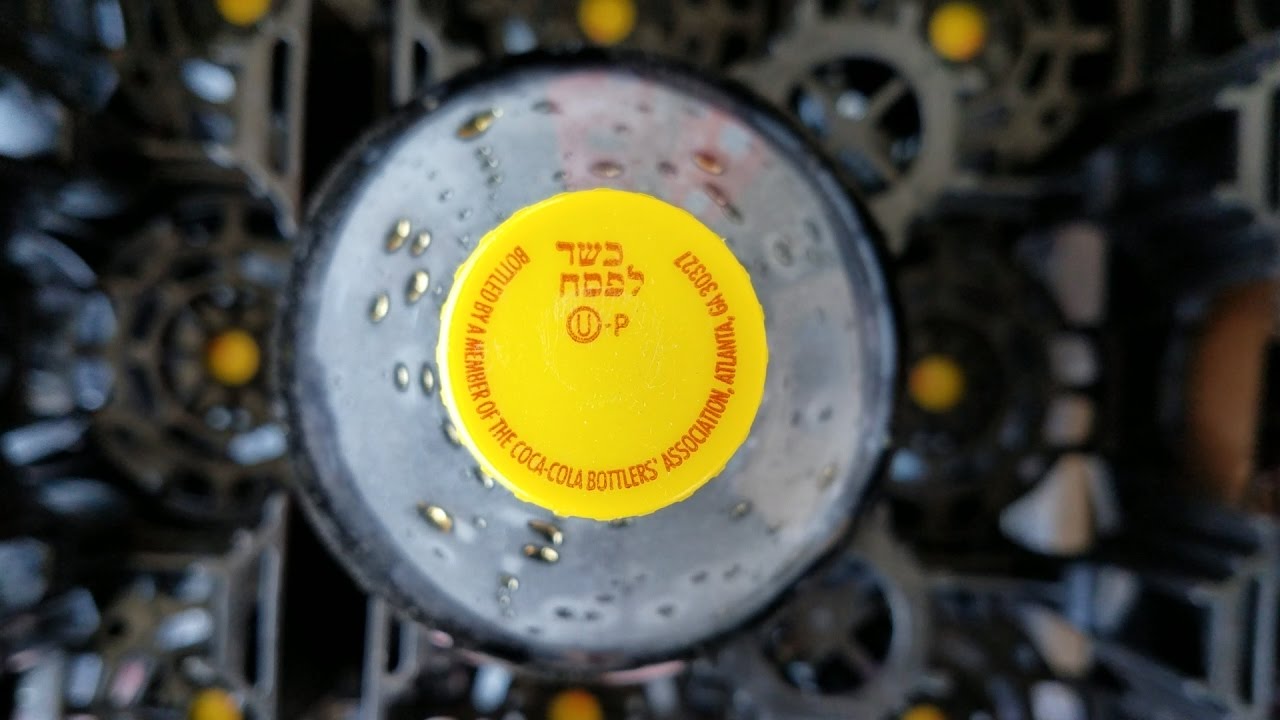 כשר
לפסח
Ⓤ-P
BOTTLED BY A MEMBER OF THE COCA-COLA BOTTLERS' ASSOCIATION, ATLANTA, GA 30327